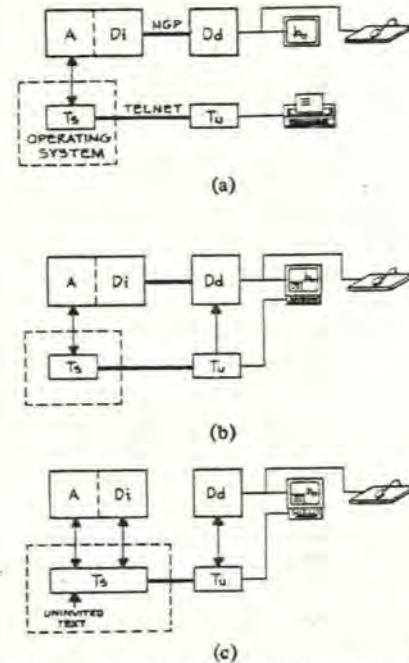 A Di NGP Dd
TELNET
Ts Tu
OPERATING
SYSTEM
(a)
A Di Dd
Ts Tu
(b)
A Di Dd
Ts Tu
UNINVITED
TEXT
(c)